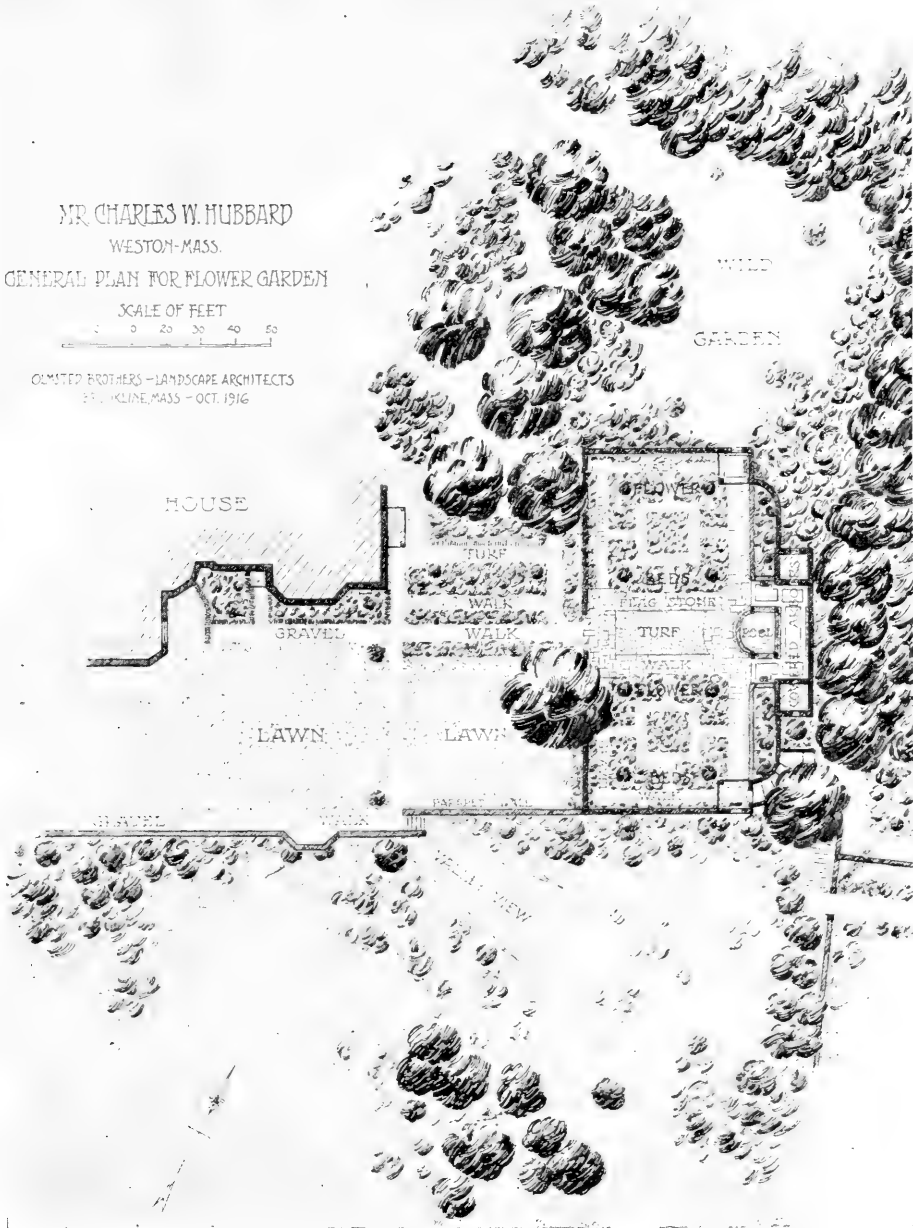 MR. CHARLES W. HUBBARD
WESTON-MASS.
GENERAL PLAN FOR FLOWER GARDEN
SCALE OF FEET
0 20 30 40 50
OLMSTED BROTHERS - LANDSCAPE ARCHITECTS
MASS - OCT. 1916
WILD
GARDEN
HOUSE
FLOWER
TURF
BEDS
WALK
FLAG STONE
GRAVEL
WALK
TURF
POOL
WALK
FLOWER
LAWN
LAWN
BEDS
PARAPET WALL
VIEW